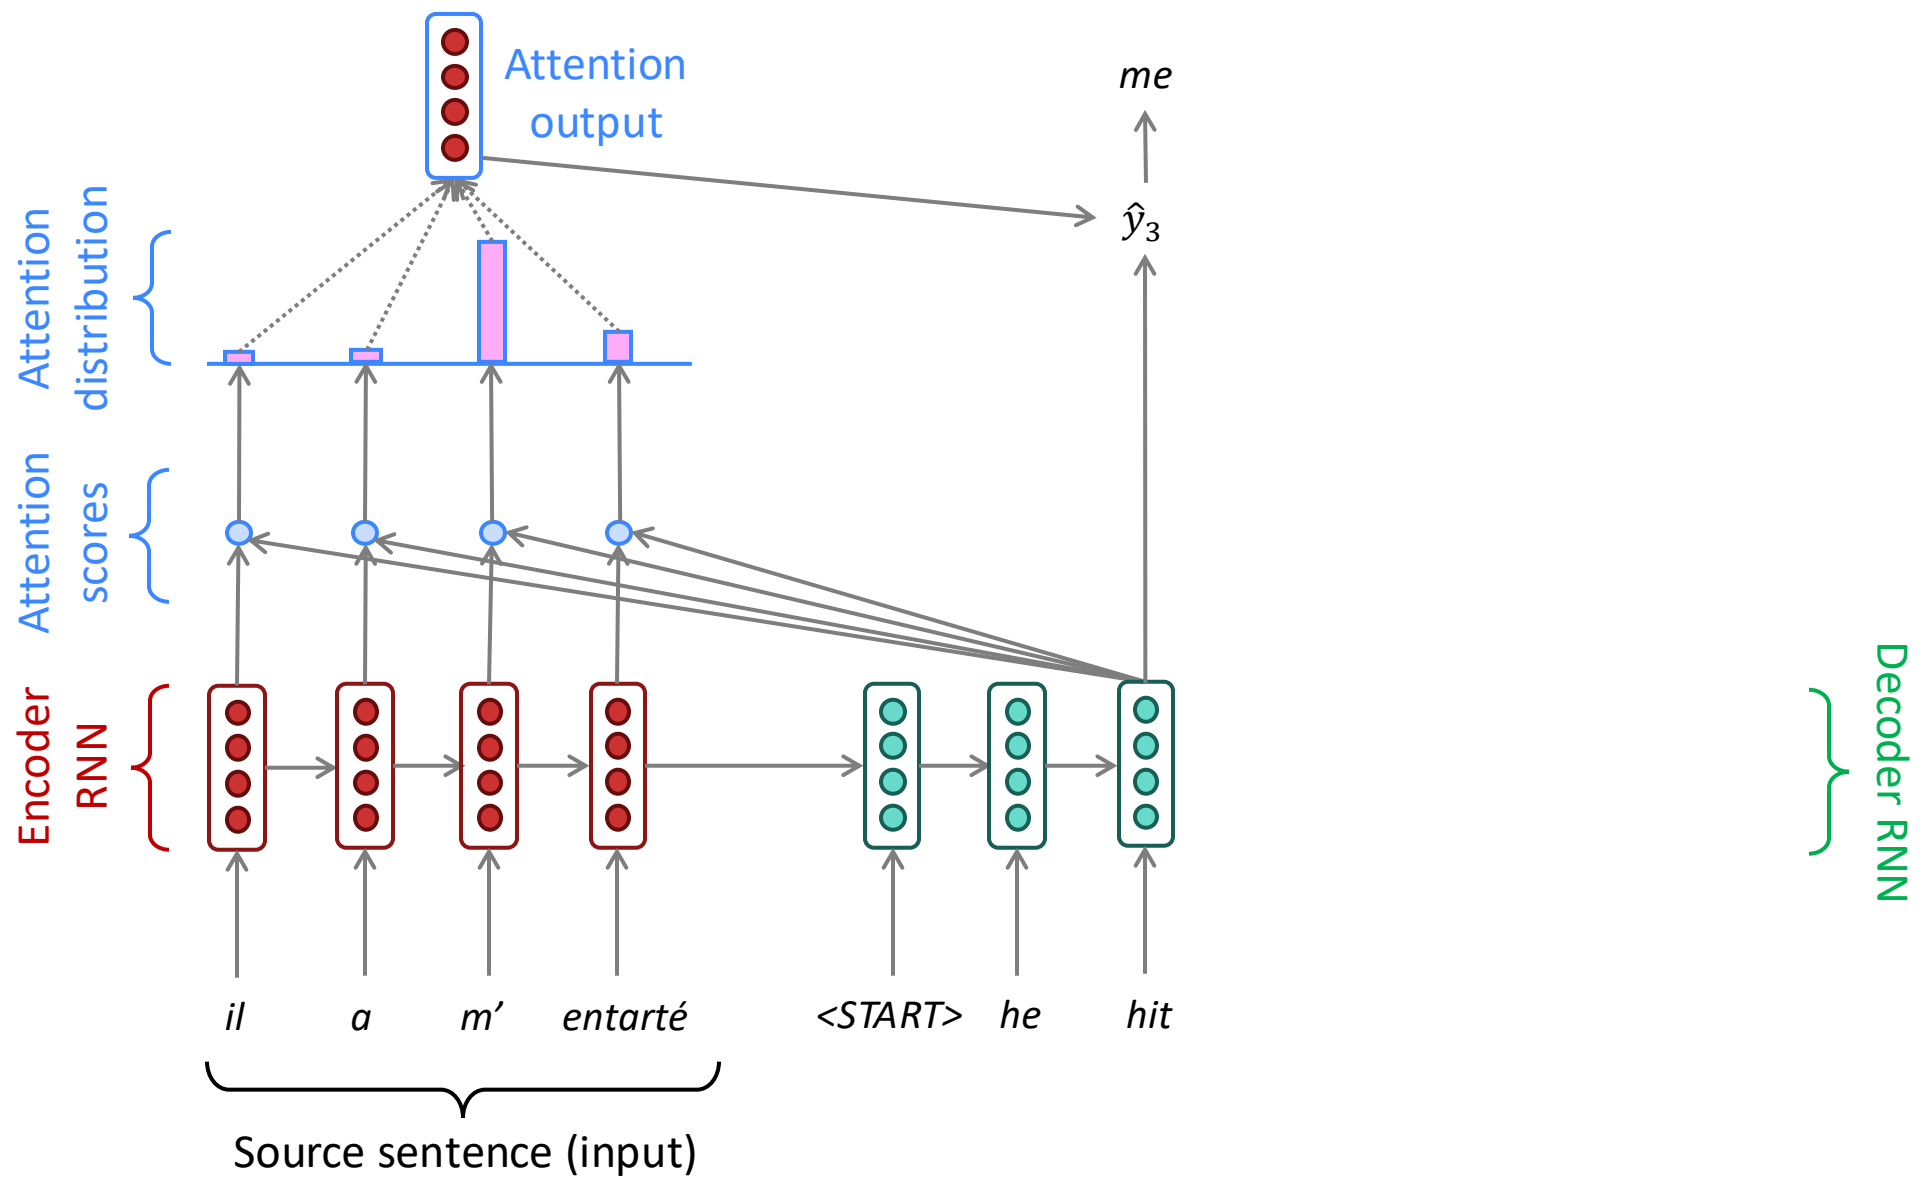 Attention
output
me
ŷ₃
Attention
distribution
Attention
scores
Encoder
RNN
Decoder RNN
il a m’ entarté <START> he hit
Source sentence (input)